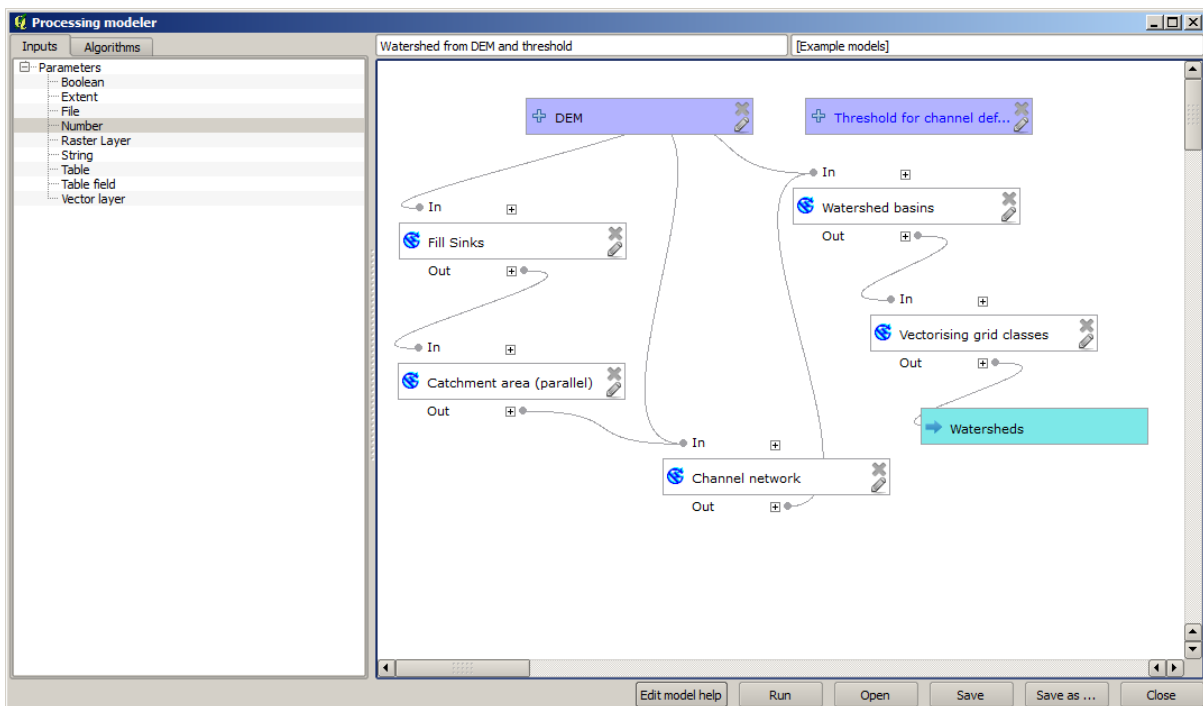 Processing modeler
Inputs
Algorithms
Parameters
Boolean
Extent
File
Number
Raster Layer
String
Table
Table field
Vector layer
Watershed from DEM and threshold
[Example models]
DEM
Threshold for channel def...
In
Watershed basins
Out
In
Fill Sinks
Out
In
Vectorising grid classes
Out
In
Catchment area (parallel)
Out
Watersheds
In
Channel network
Out
Edit model help
Run
Open
Save
Save as ...
Close